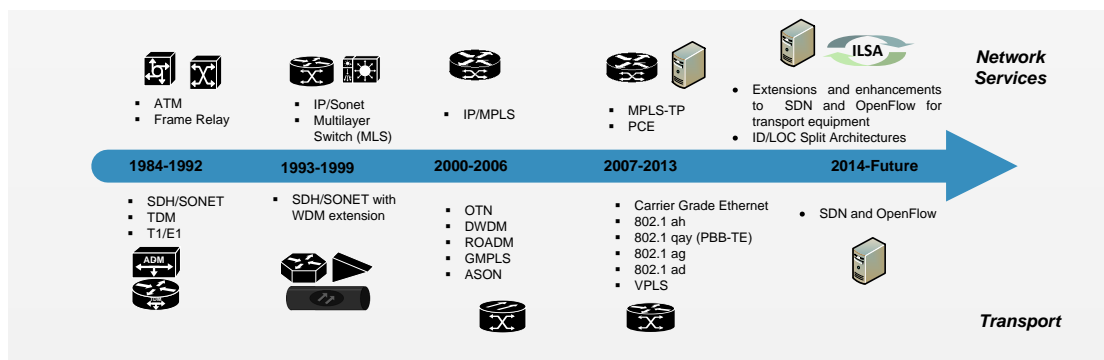 ILSA
Network
Services
▪ ATM
▪ Frame Relay
▪ IP/Sonet
▪ Multilayer
Switch (MLS)
▪ IP/MPLS
▪ MPLS-TP
▪ PCE
● Extensions and enhancements
to SDN and OpenFlow for
transport equipment
● ID/LOC Split Architectures
1984-1992
1993-1999
2000-2006
2007-2013
2014-Future
▪ SDH/SONET
▪ TDM
▪ T1/E1
ADM
▪ SDH/SONET with
WDM extension
▪ OTN
▪ DWDM
▪ ROADM
▪ GMPLS
▪ ASON
▪ Carrier Grade Ethernet
▪ 802.1 ah
▪ 802.1 qay (PBB-TE)
▪ 802.1 ag
▪ 802.1 ad
▪ VPLS
● SDN and OpenFlow
Transport